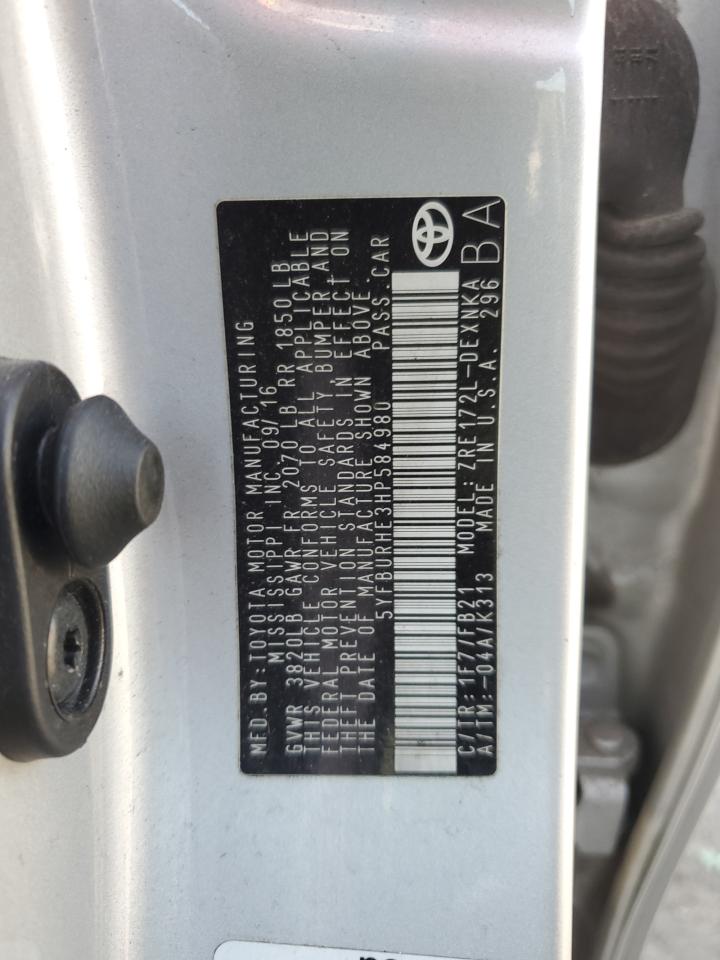 MFD. BY: TOYOTA MOTOR MANUFACTURING
MISSISSIPPI, INC. 09/16
GVWR 3820LB GAWR FR 2070 LB RR 1850 LB
THIS VEHICLE CONFORMS TO ALL APPLICABLE
FEDERAL MOTOR VEHICLE SAFETY, BUMPER AND
THEFT PREVENTION STANDARDS IN EFFECT ON
THE DATE OF MANUFACTURE SHOWN ABOVE.
5YFBURHE3HP584980 PASS.CAR
C/TR: 1F7/FB21 MODEL: ZRE172L-DEXNKA
A/TM: -04A/K313 MADE IN U.S.A. 296
BA